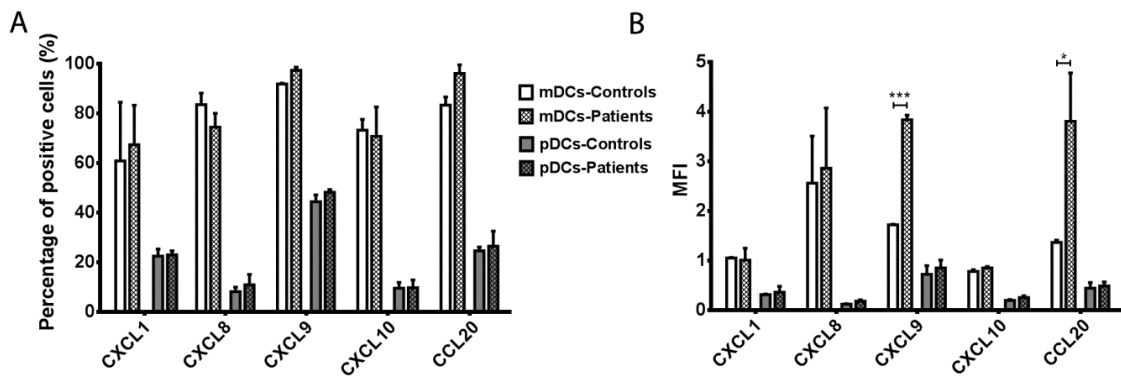 A
Percentage of positive cells (%)
100
80
60
40
20
0
CXCL1
CXCL8
CXCL9
CXCL10
CCL20
mDCs-Controls
mDCs-Patients
pDCs-Controls
pDCs-Patients
B
MFI
5
4
3
2
1
0
***
*
CXCL1
CXCL8
CXCL9
CXCL10
CCL20